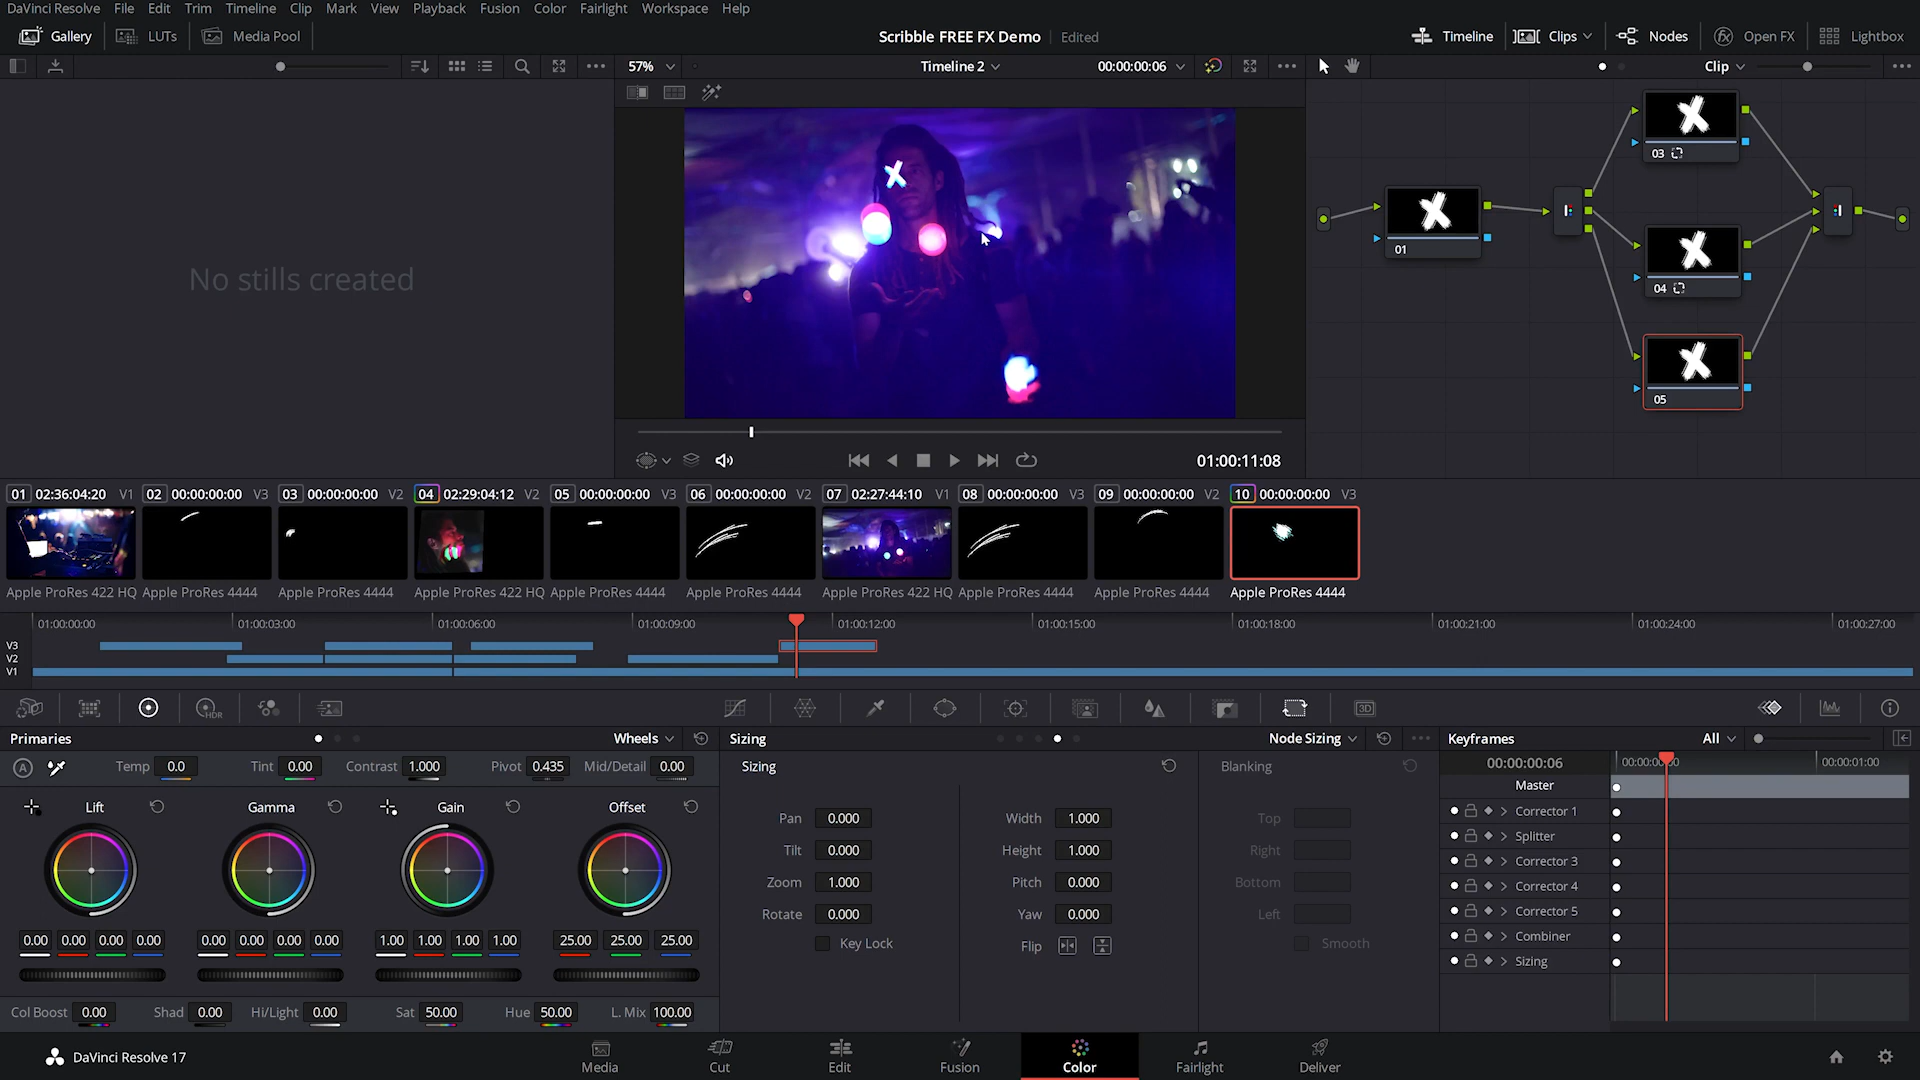 DaVinci Resolve File Edit Trim Timeline Clip Mark View Playback Fusion Color Fairlight Workspace Help
Gallery LUTs Media Pool Scribble FREE FX Demo Edited Timeline Clips Nodes Open FX Lightbox
57% Timeline 2 00:00:00:06 Clip
No stills created
03
01
04
05
01:00:11:08
01 02:36:04:20 V1 02 00:00:00:00 V3 03 00:00:00:00 V2 04 02:29:04:12 V2 05 00:00:00:00 V3 06 00:00:00:00 V2 07 02:27:44:10 V1 08 00:00:00:00 V3 09 00:00:00:00 V2 10 00:00:00:00 V3
Apple ProRes 422 HQ Apple ProRes 4444 Apple ProRes 4444 Apple ProRes 422 HQ Apple ProRes 4444 Apple ProRes 4444 Apple ProRes 422 HQ Apple ProRes 4444 Apple ProRes 4444 Apple ProRes 4444
01:00:00:00 01:00:03:00 01:00:06:00 01:00:09:00 01:00:12:00 01:00:15:00 01:00:18:00 01:00:21:00 01:00:24:00 01:00:27:00
V3
V2
V1
HDR 3D
Primaries Wheels Sizing Node Sizing Keyframes All
A Temp 0.0 Tint 0.00 Contrast 1.000 Pivot 0.435 Mid/Detail 0.00 Sizing Blanking 00:00:00:06 00:00:00:00 00:00:01:00
Master
Lift Gamma Gain Offset
Pan 0.000 Width 1.000 Top Corrector 1
Tilt 0.000 Height 1.000 Right Splitter
Zoom 1.000 Pitch 0.000 Bottom Corrector 3
Rotate 0.000 Yaw 0.000 Left Corrector 4
Key Lock Flip Smooth Corrector 5
0.00 0.00 0.00 0.00 0.00 0.00 0.00 0.00 1.00 1.00 1.00 1.00 25.00 25.00 25.00 Combiner
Sizing
Col Boost 0.00 Shad 0.00 Hi/Light 0.00 Sat 50.00 Hue 50.00 L. Mix 100.00
DaVinci Resolve 17 Media Cut Edit Fusion Color Fairlight Deliver